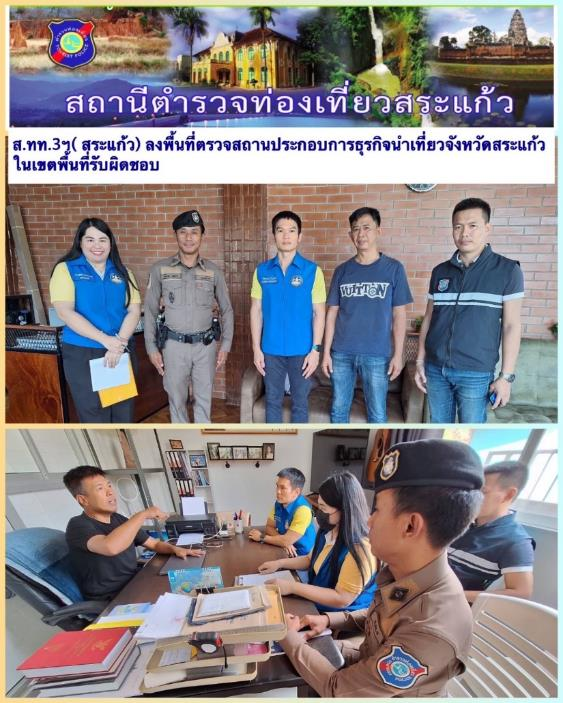 สถานีตำรวจท่องเที่ยวสระแก้ว
ส.ทท.3ฯ( สระแก้ว) ลงพื้นที่ตรวจสถานประกอบการธุรกิจนำเที่ยวจังหวัดสระแก้ว
ในเขตพื้นที่รับผิดชอบ
VUITTON